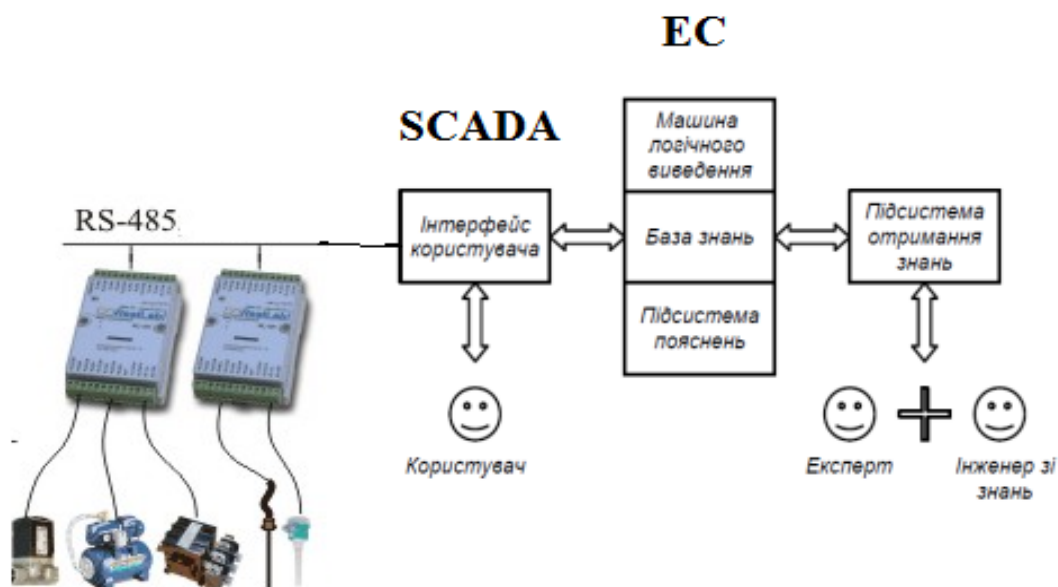 ЕС
SCADA
RS-485
Машина
логічного
виведення
Інтерфейс
користувача
База знань
Підсистема
отримання
знань
Підсистема
пояснень
Користувач
Експерт
Інженер зі
знань